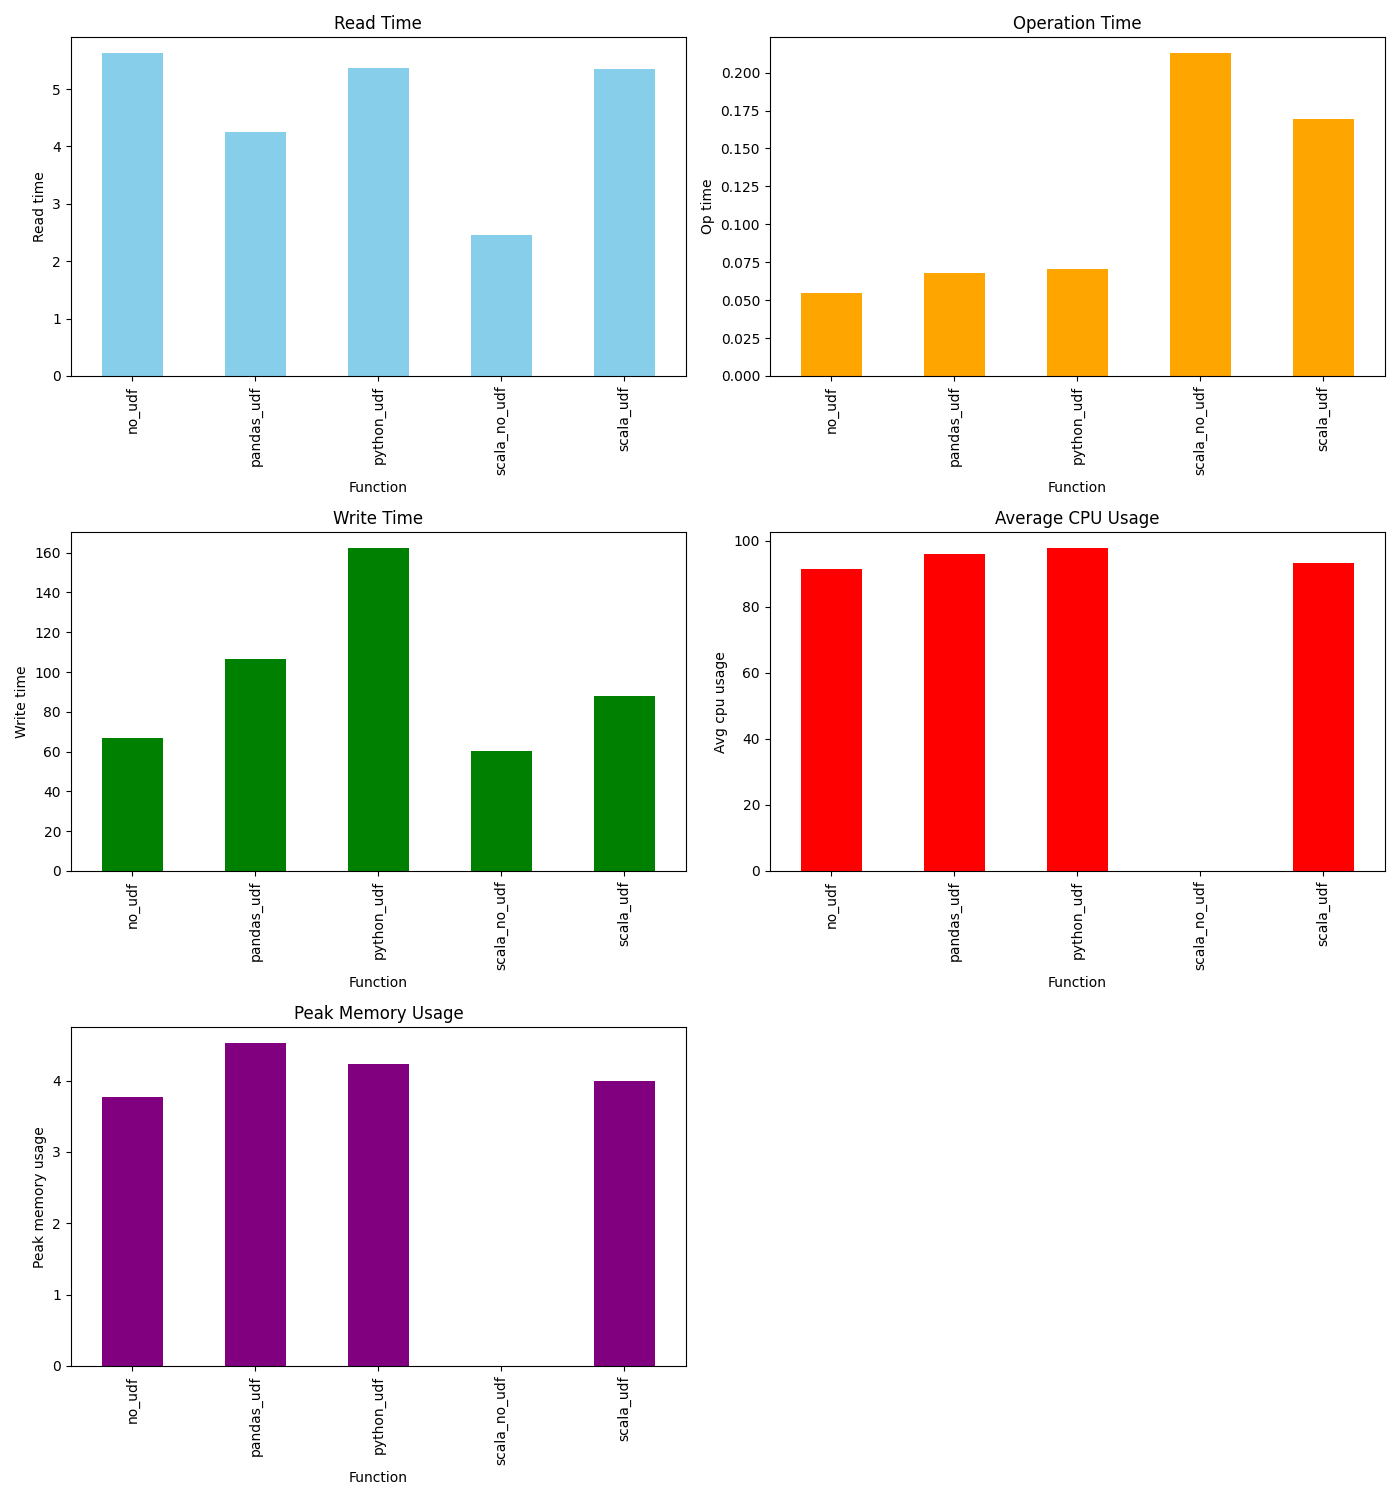 Read Time
Read time
5
4
3
2
1
0
no_udf
pandas_udf
python_udf
scala_no_udf
scala_udf
Function
Operation Time
Op time
0.200
0.175
0.150
0.125
0.100
0.075
0.050
0.025
0.000
no_udf
pandas_udf
python_udf
scala_no_udf
scala_udf
Function
Write Time
Write time
160
140
120
100
80
60
40
20
0
no_udf
pandas_udf
python_udf
scala_no_udf
scala_udf
Function
Average CPU Usage
Avg cpu usage
100
80
60
40
20
0
no_udf
pandas_udf
python_udf
scala_no_udf
scala_udf
Function
Peak Memory Usage
Peak memory usage
4
3
2
1
0
no_udf
pandas_udf
python_udf
scala_no_udf
scala_udf
Function